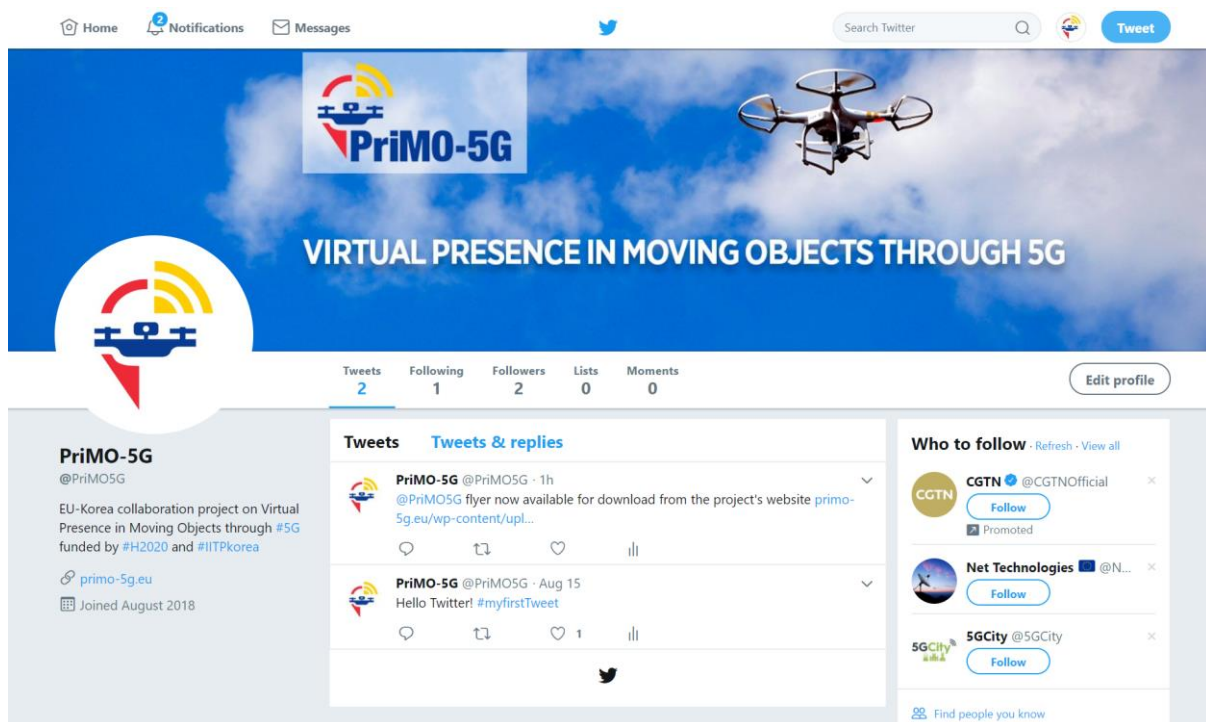 Home
2
Notifications
Messages
Search Twitter
Tweet
PriMO-5G
VIRTUAL PRESENCE IN MOVING OBJECTS THROUGH 5G
Tweets Following Followers Lists Moments
2 1 2 0 0
Edit profile
PriMO-5G
@PriMO5G
EU-Korea collaboration project on Virtual
Presence in Moving Objects through #5G
funded by #H2020 and #IITPkorea
primo-5g.eu
Joined August 2018
Tweets Tweets & replies
PriMO-5G @PriMO5G · 1h
@PriMO5G flyer now available for download from the project's website primo-
5g.eu/wp-content/upl...
PriMO-5G @PriMO5G · Aug 15
Hello Twitter! #myfirstTweet
1
Who to follow · Refresh · View all
CGTN
CGTN @CGTNOfficial
Follow
Promoted
Net Technologies @N...
Follow
5GCity
5GCity @5GCity
Follow
Find people you know